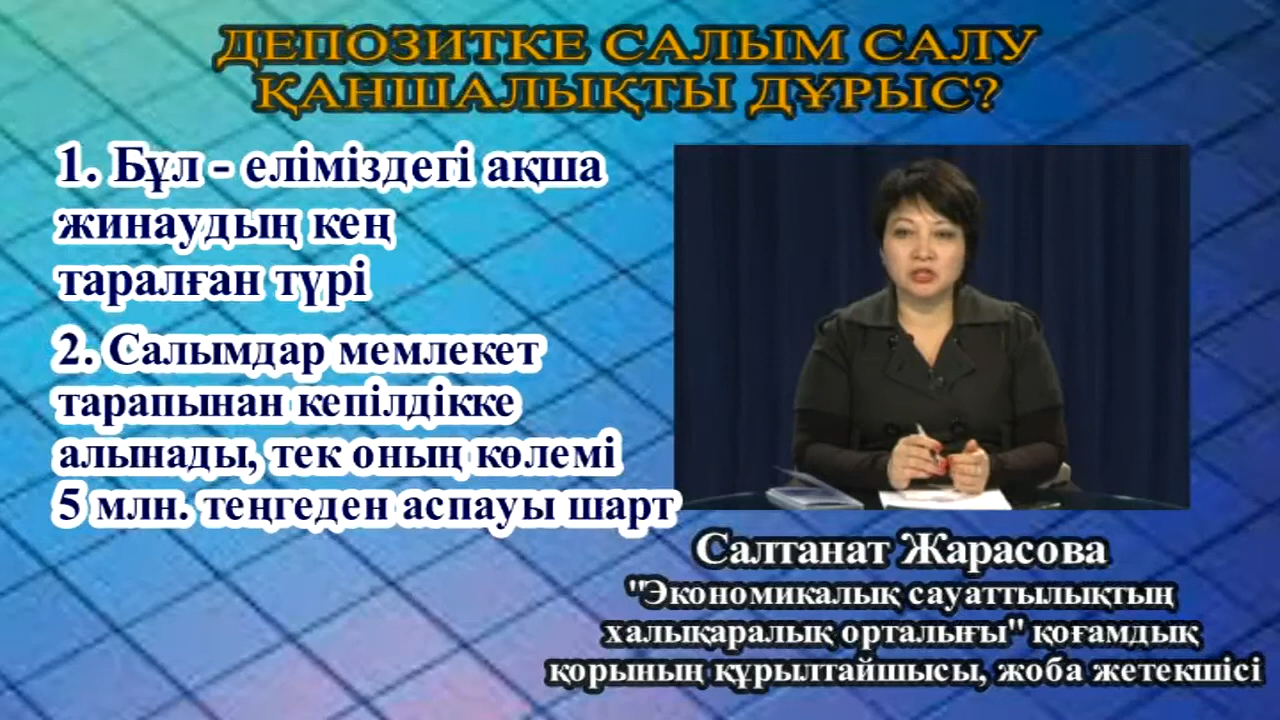 ДЕПОЗИТКЕ САЛЫМ САЛУ
ҚАНШАЛЫҚТЫ ДҰРЫС?
1. Бұл - еліміздегі ақша
жинаудың кең
таралған түрі
2. Салымдар мемлекет
тарапынан кепілдікке
алынады, тек оның көлемі
5 млн. теңгеден аспауы шарт
Салтанат Жарасова
"Экономикалық сауаттылықтың
халықаралық орталығы" қоғамдық
қорының құрылтайшысы, жоба жетекшісі